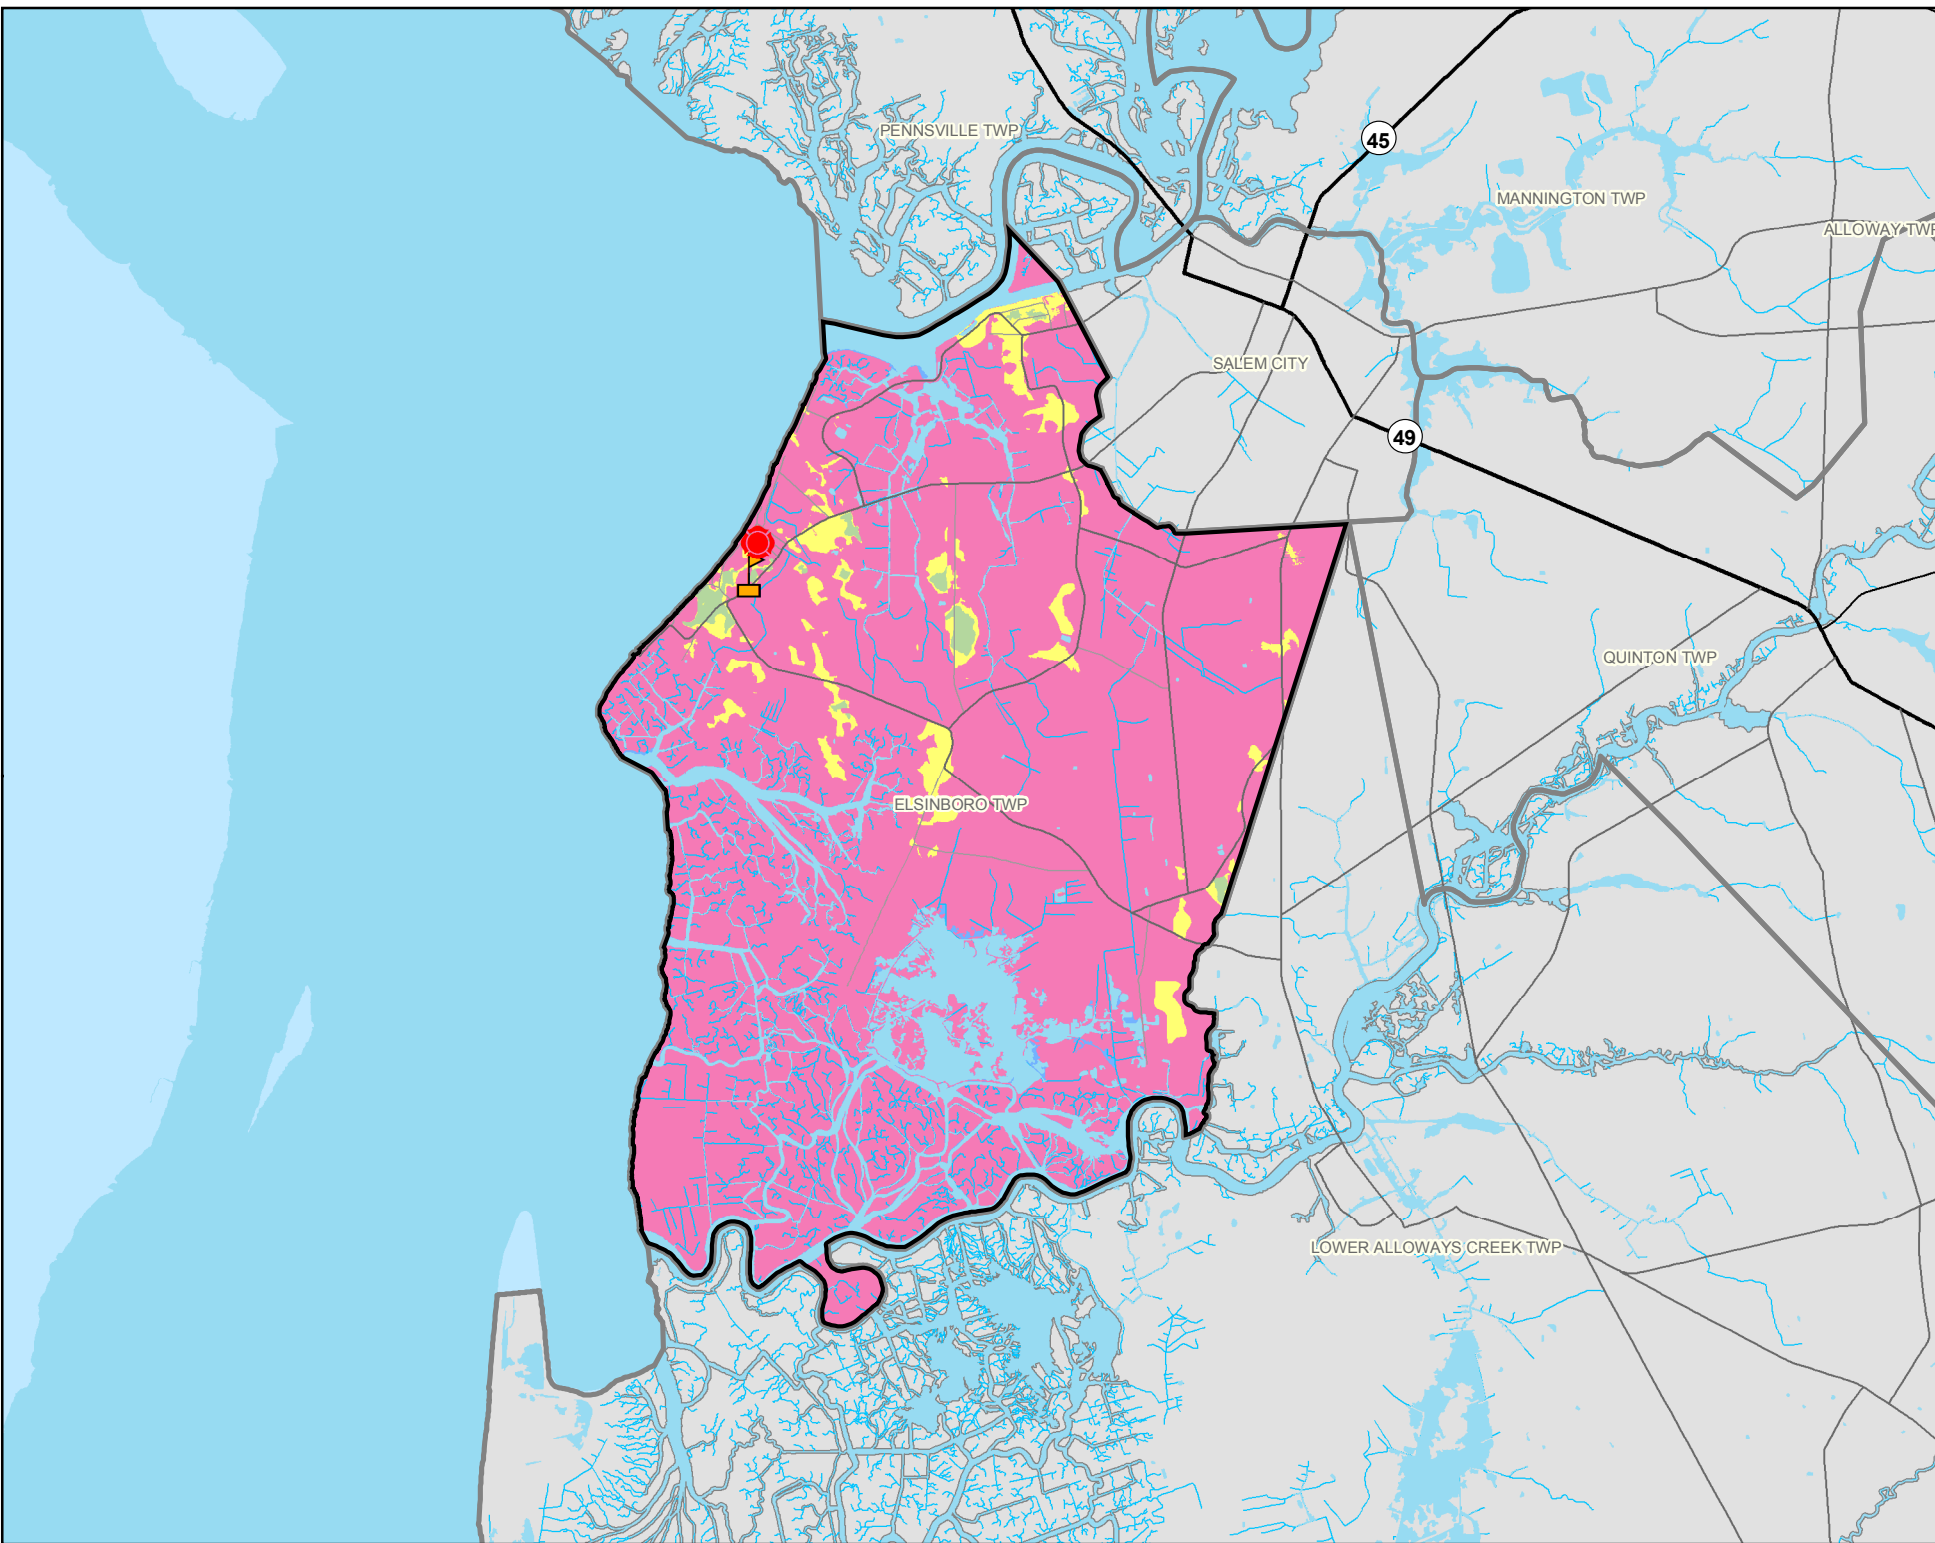 PENNSVILLE TWP
45
MANNINGTON TWP
ALLOWAY TWP
SALEM CITY
49
QUINTON TWP
ELSINBORO TWP
LOWER ALLOWAYS CREEK TWP